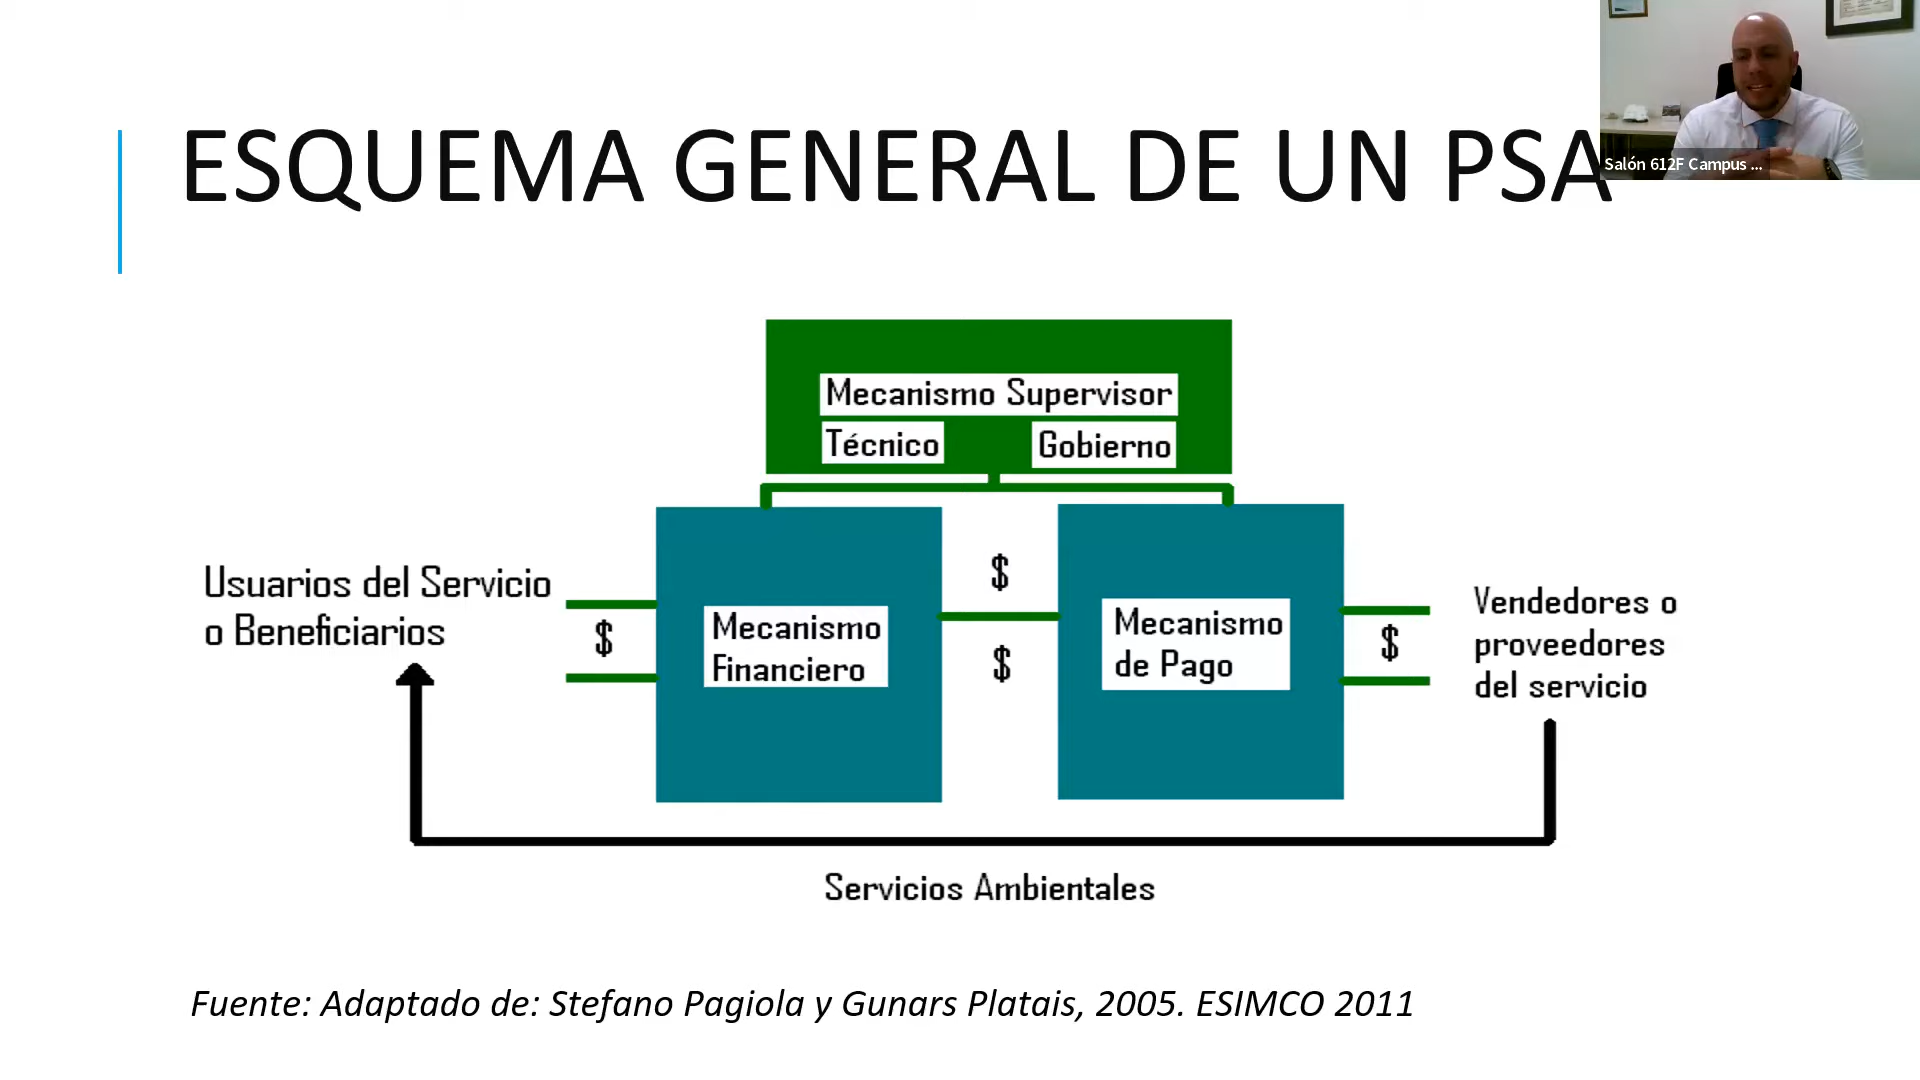 ESQUEMA GENERAL DE UN PSA
Salón 612F Campus ...
Mecanismo Supervisor
Técnico
Gobierno
Usuarios del Servicio
o Beneficiarios
$
Mecanismo
Financiero
$
$
Mecanismo
de Pago
$
Vendedores o
proveedores
del servicio
Servicios Ambientales
Fuente: Adaptado de: Stefano Pagiola y Gunars Platais, 2005. ESIMCO 2011